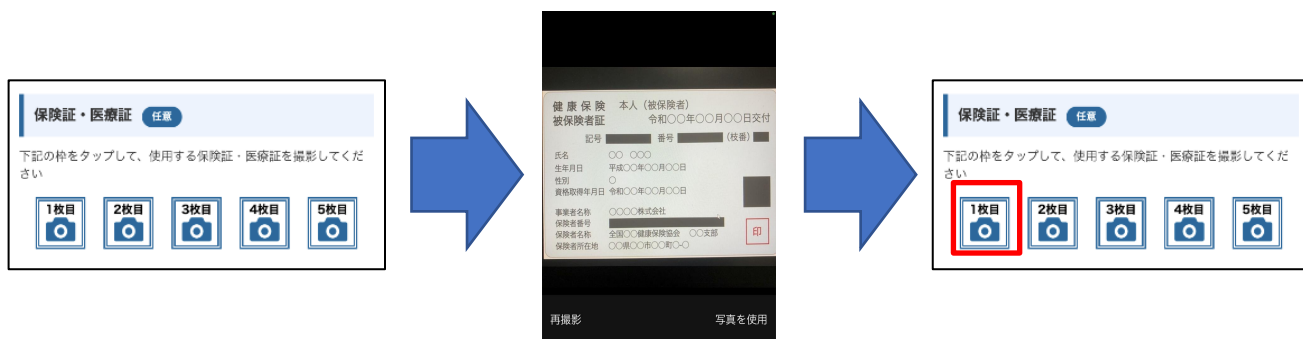 保険証・医療証 任意
下記の枠をタップして、使用する保険証・医療証を撮影してくだ
さい
1枚目 2枚目 3枚目 4枚目 5枚目
健康保険 本人(被保険者)
被保険者証 令和〇〇年〇〇月〇〇日交付
記号 番号 (枝番)
氏名 〇〇 〇〇〇
生年月日 平成〇〇年〇〇月〇〇日
性別 〇
資格取得年月日 令和〇〇年〇〇月〇〇日
事業者名称 〇〇〇〇株式会社
保険者番号
保険者名称 全国〇〇健康保険協会 〇〇支部
保険者所在地 〇〇県〇〇市〇〇町〇-〇
印
再撮影 写真を使用
保険証・医療証 任意
下記の枠をタップして、使用する保険証・医療証を撮影してくだ
さい
1枚目 2枚目 3枚目 4枚目 5枚目